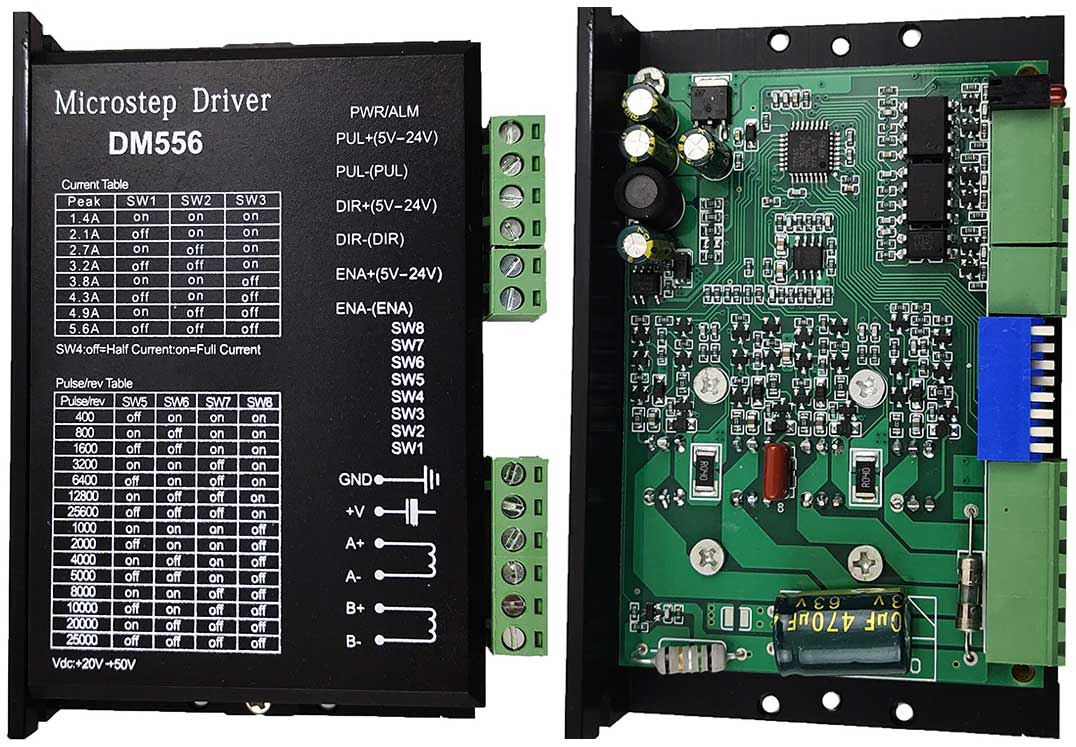 Microstep Driver
DM556
Current Table
Peak SW1 SW2 SW3
1.4A on on on
2.1A off on on
2.7A on off on
3.2A off off on
3.8A on on off
4.3A off on off
4.9A on off off
5.6A off off off
SW4:off=Half Current:on=Full Current
Pulse/rev Table
Pulse/rev SW5 SW6 SW7 SW8
400 off on on on
800 on off on on
1600 off off on on
3200 on on off on
6400 off on off on
12800 on off off on
25600 off off off on
1000 on on on off
2000 off on on off
4000 on off on off
5000 off off on off
8000 on on off off
10000 off on off off
20000 on off off off
25000 off off off off
Vdc:+20V→+50V
PWR/ALM
PUL+(5V–24V)
PUL-(PUL)
DIR+(5V–24V)
DIR-(DIR)
ENA+(5V–24V)
ENA-(ENA)
SW8
SW7
SW6
SW5
SW4
SW3
SW2
SW1
GND
+V
A+
A-
B+
B-
R040
R040
8
470µF
63V